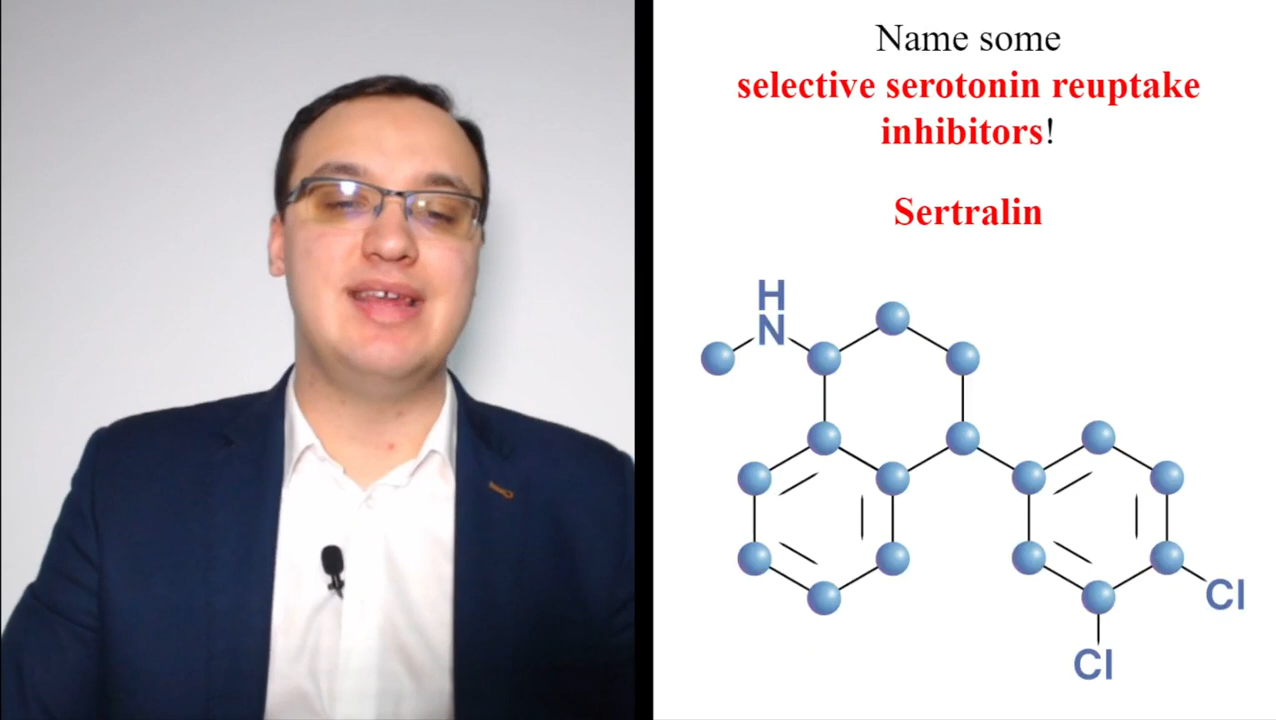 Name some
selective serotonin reuptake
inhibitors!
Sertralin
H
N
Cl
Cl